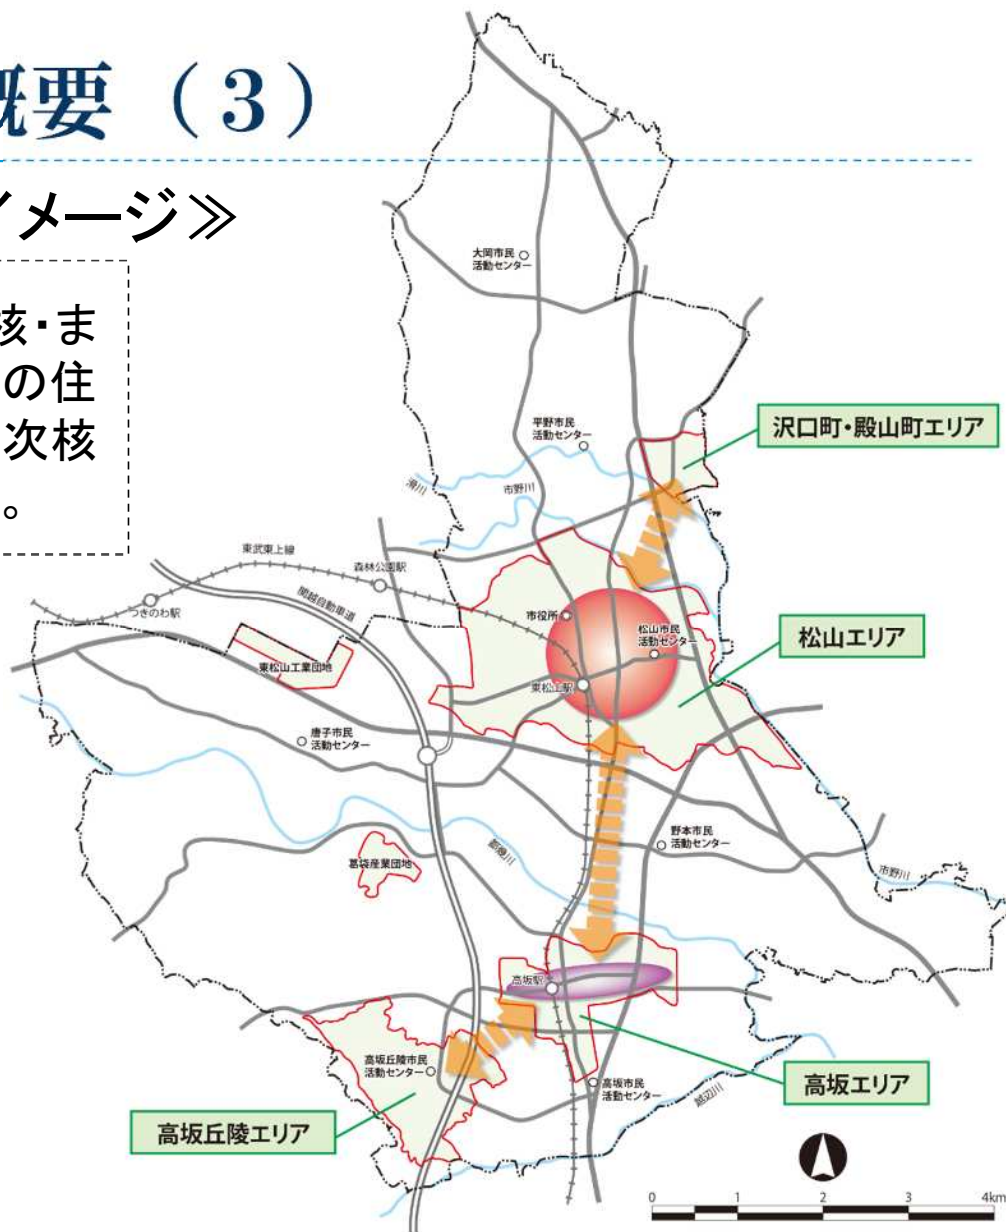 概要（3）
イメージ≫
核・ま
の住
次核
。
大岡市民
活動センター
平野市民
活動センター
沢口町・殿山町エリア
滑川
市野川
東武東上線
森林公園駅
関越自動車道
つきのわ駅
市役所
松山市民
活動センター
松山エリア
東松山工業団地
東松山駅
唐子市民
活動センター
野本市民
活動センター
都幾川
葛袋産業団地
市野川
高坂駅
高坂丘陵市民
活動センター
高坂市民
活動センター
越辺川
高坂エリア
高坂丘陵エリア
0 1 2 3 4km